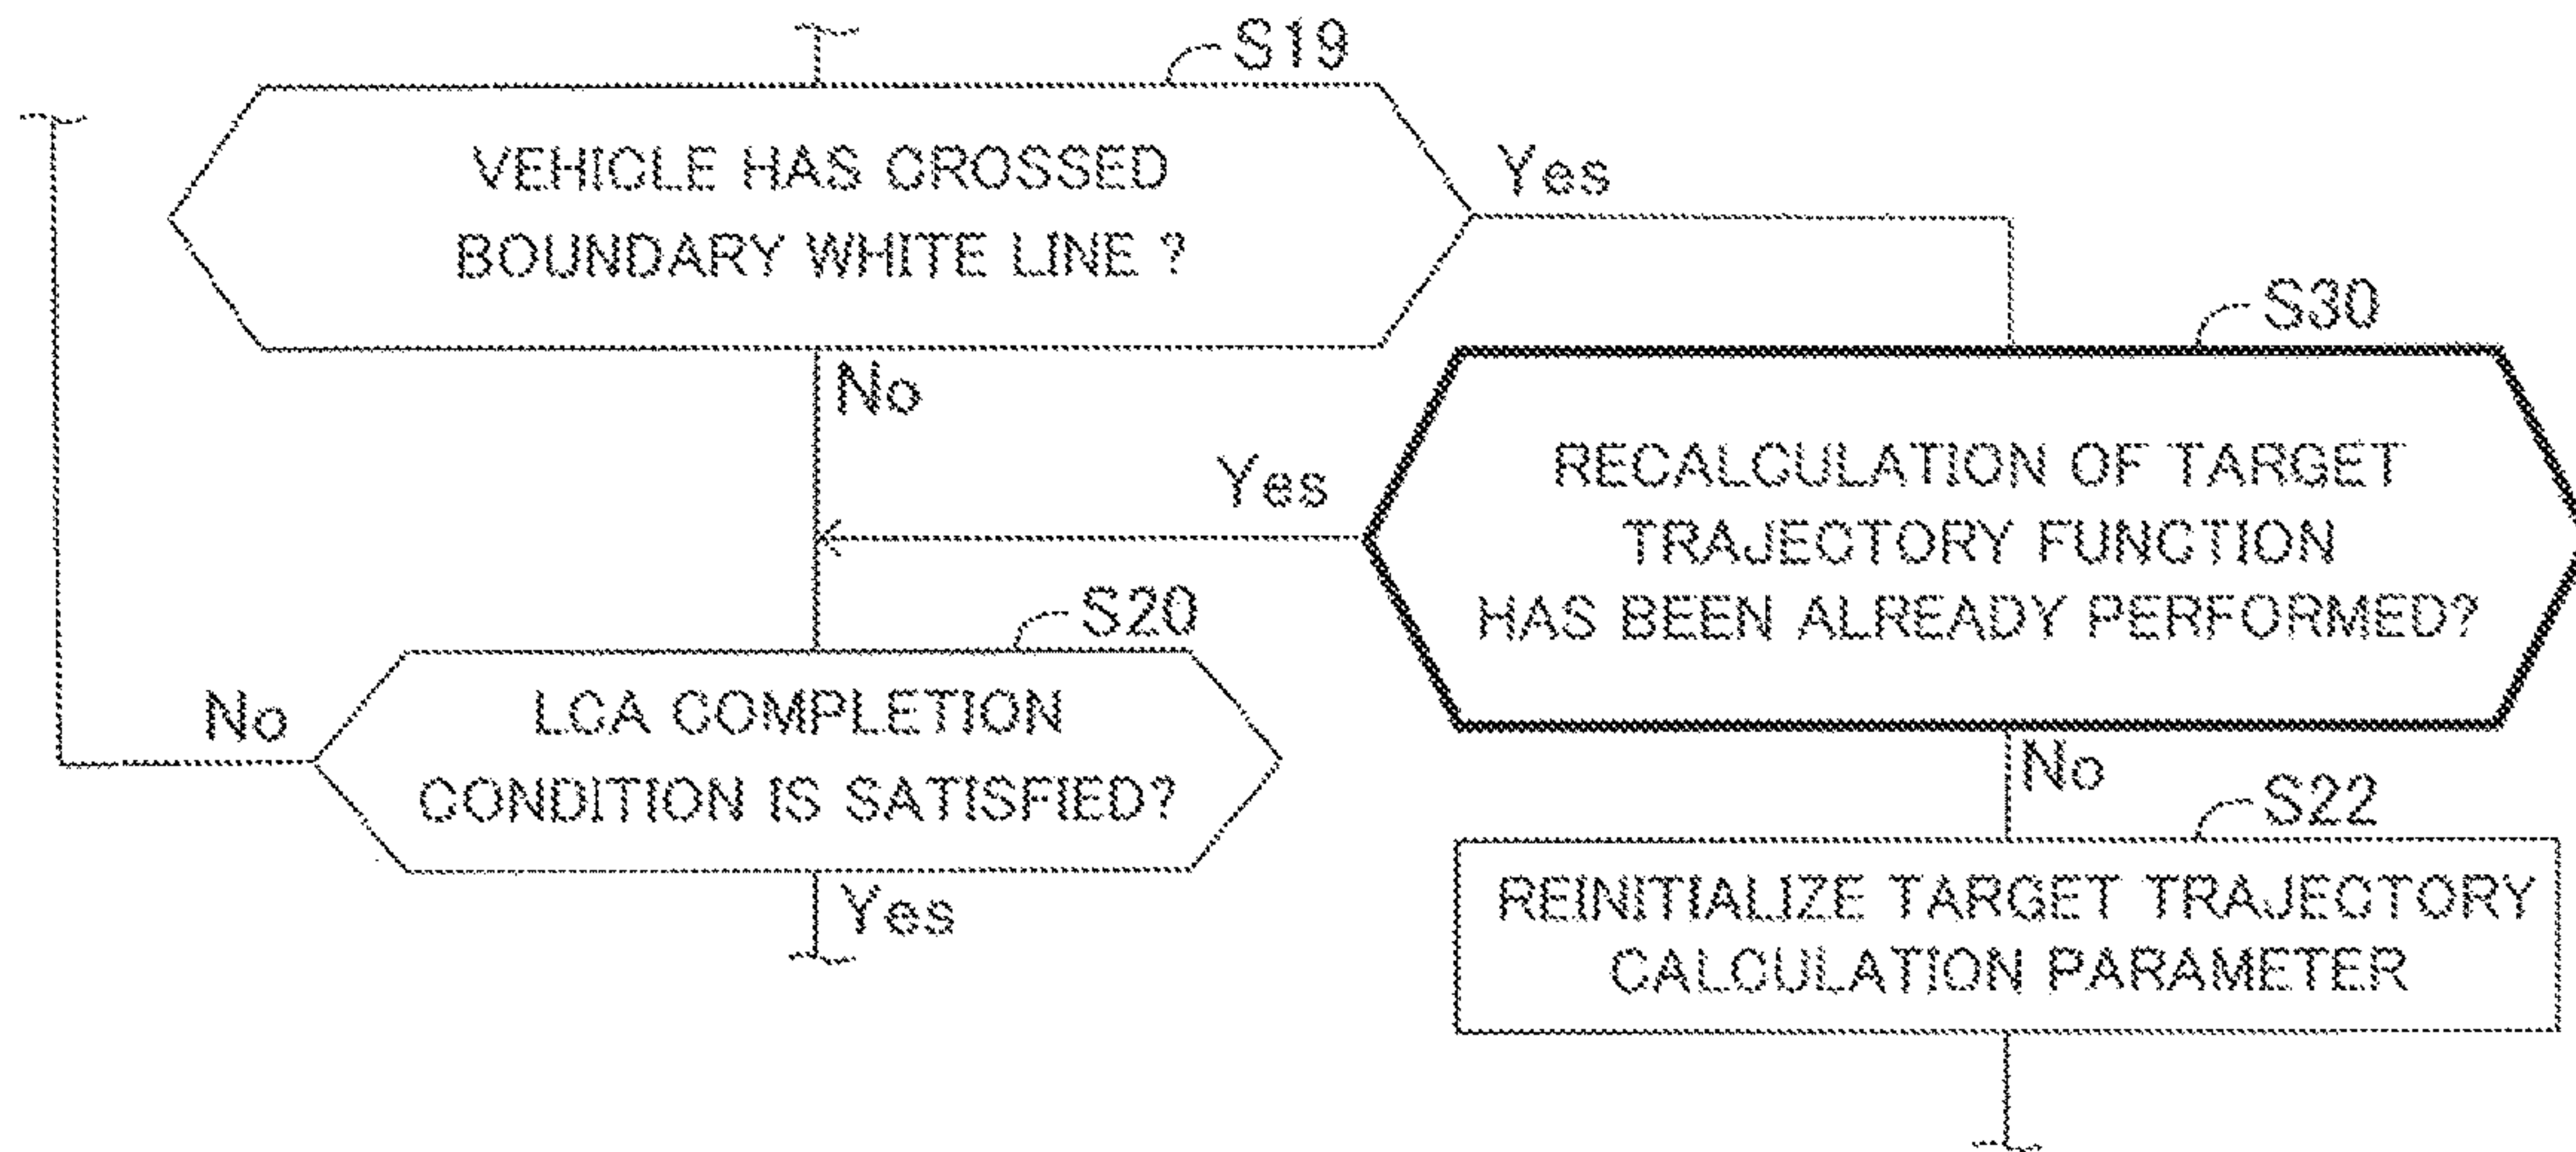 S19
VEHICLE HAS CROSSED
BOUNDARY WHITE LINE ?
Yes
No
S30
RECALCULATION OF TARGET
TRAJECTORY FUNCTION
HAS BEEN ALREADY PERFORMED?
Yes
No
S20
LCA COMPLETION
CONDITION IS SATISFIED?
No
Yes
S22
REINITIALIZE TARGET TRAJECTORY
CALCULATION PARAMETER